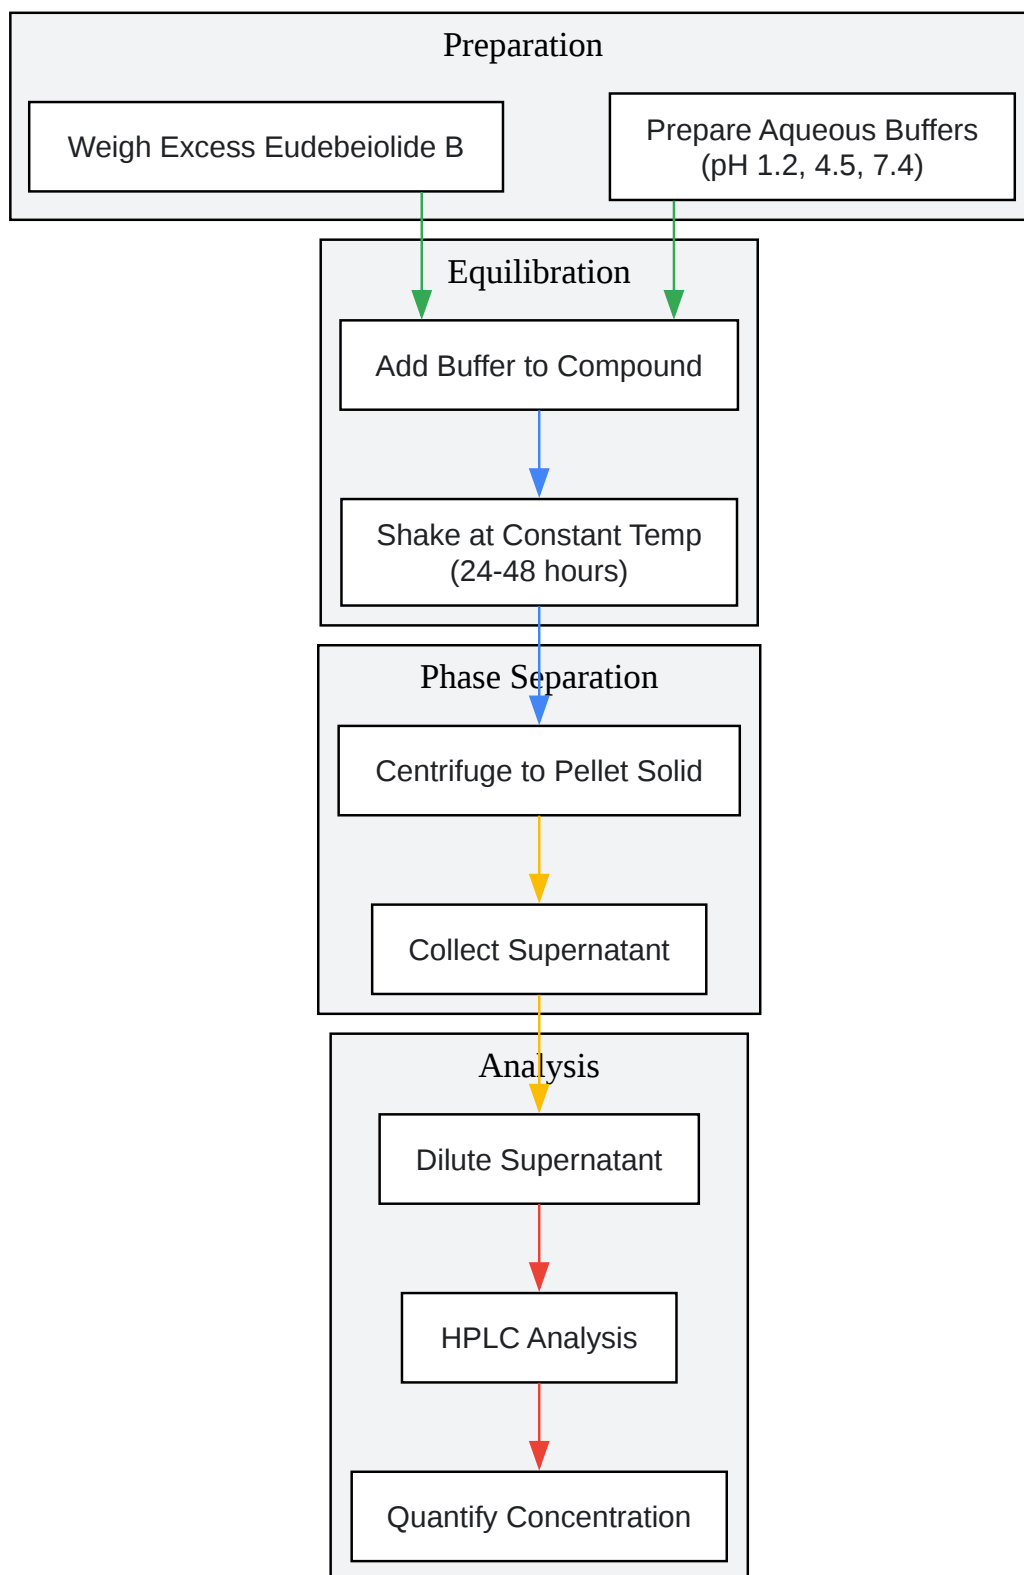 Preparation
Weigh Excess Eudebeiolide B
Prepare Aqueous Buffers
(pH 1.2, 4.5, 7.4)
Equilibration
Add Buffer to Compound
Shake at Constant Temp
(24-48 hours)
Phase Separation
Centrifuge to Pellet Solid
Collect Supernatant
Analysis
Dilute Supernatant
HPLC Analysis
Quantify Concentration